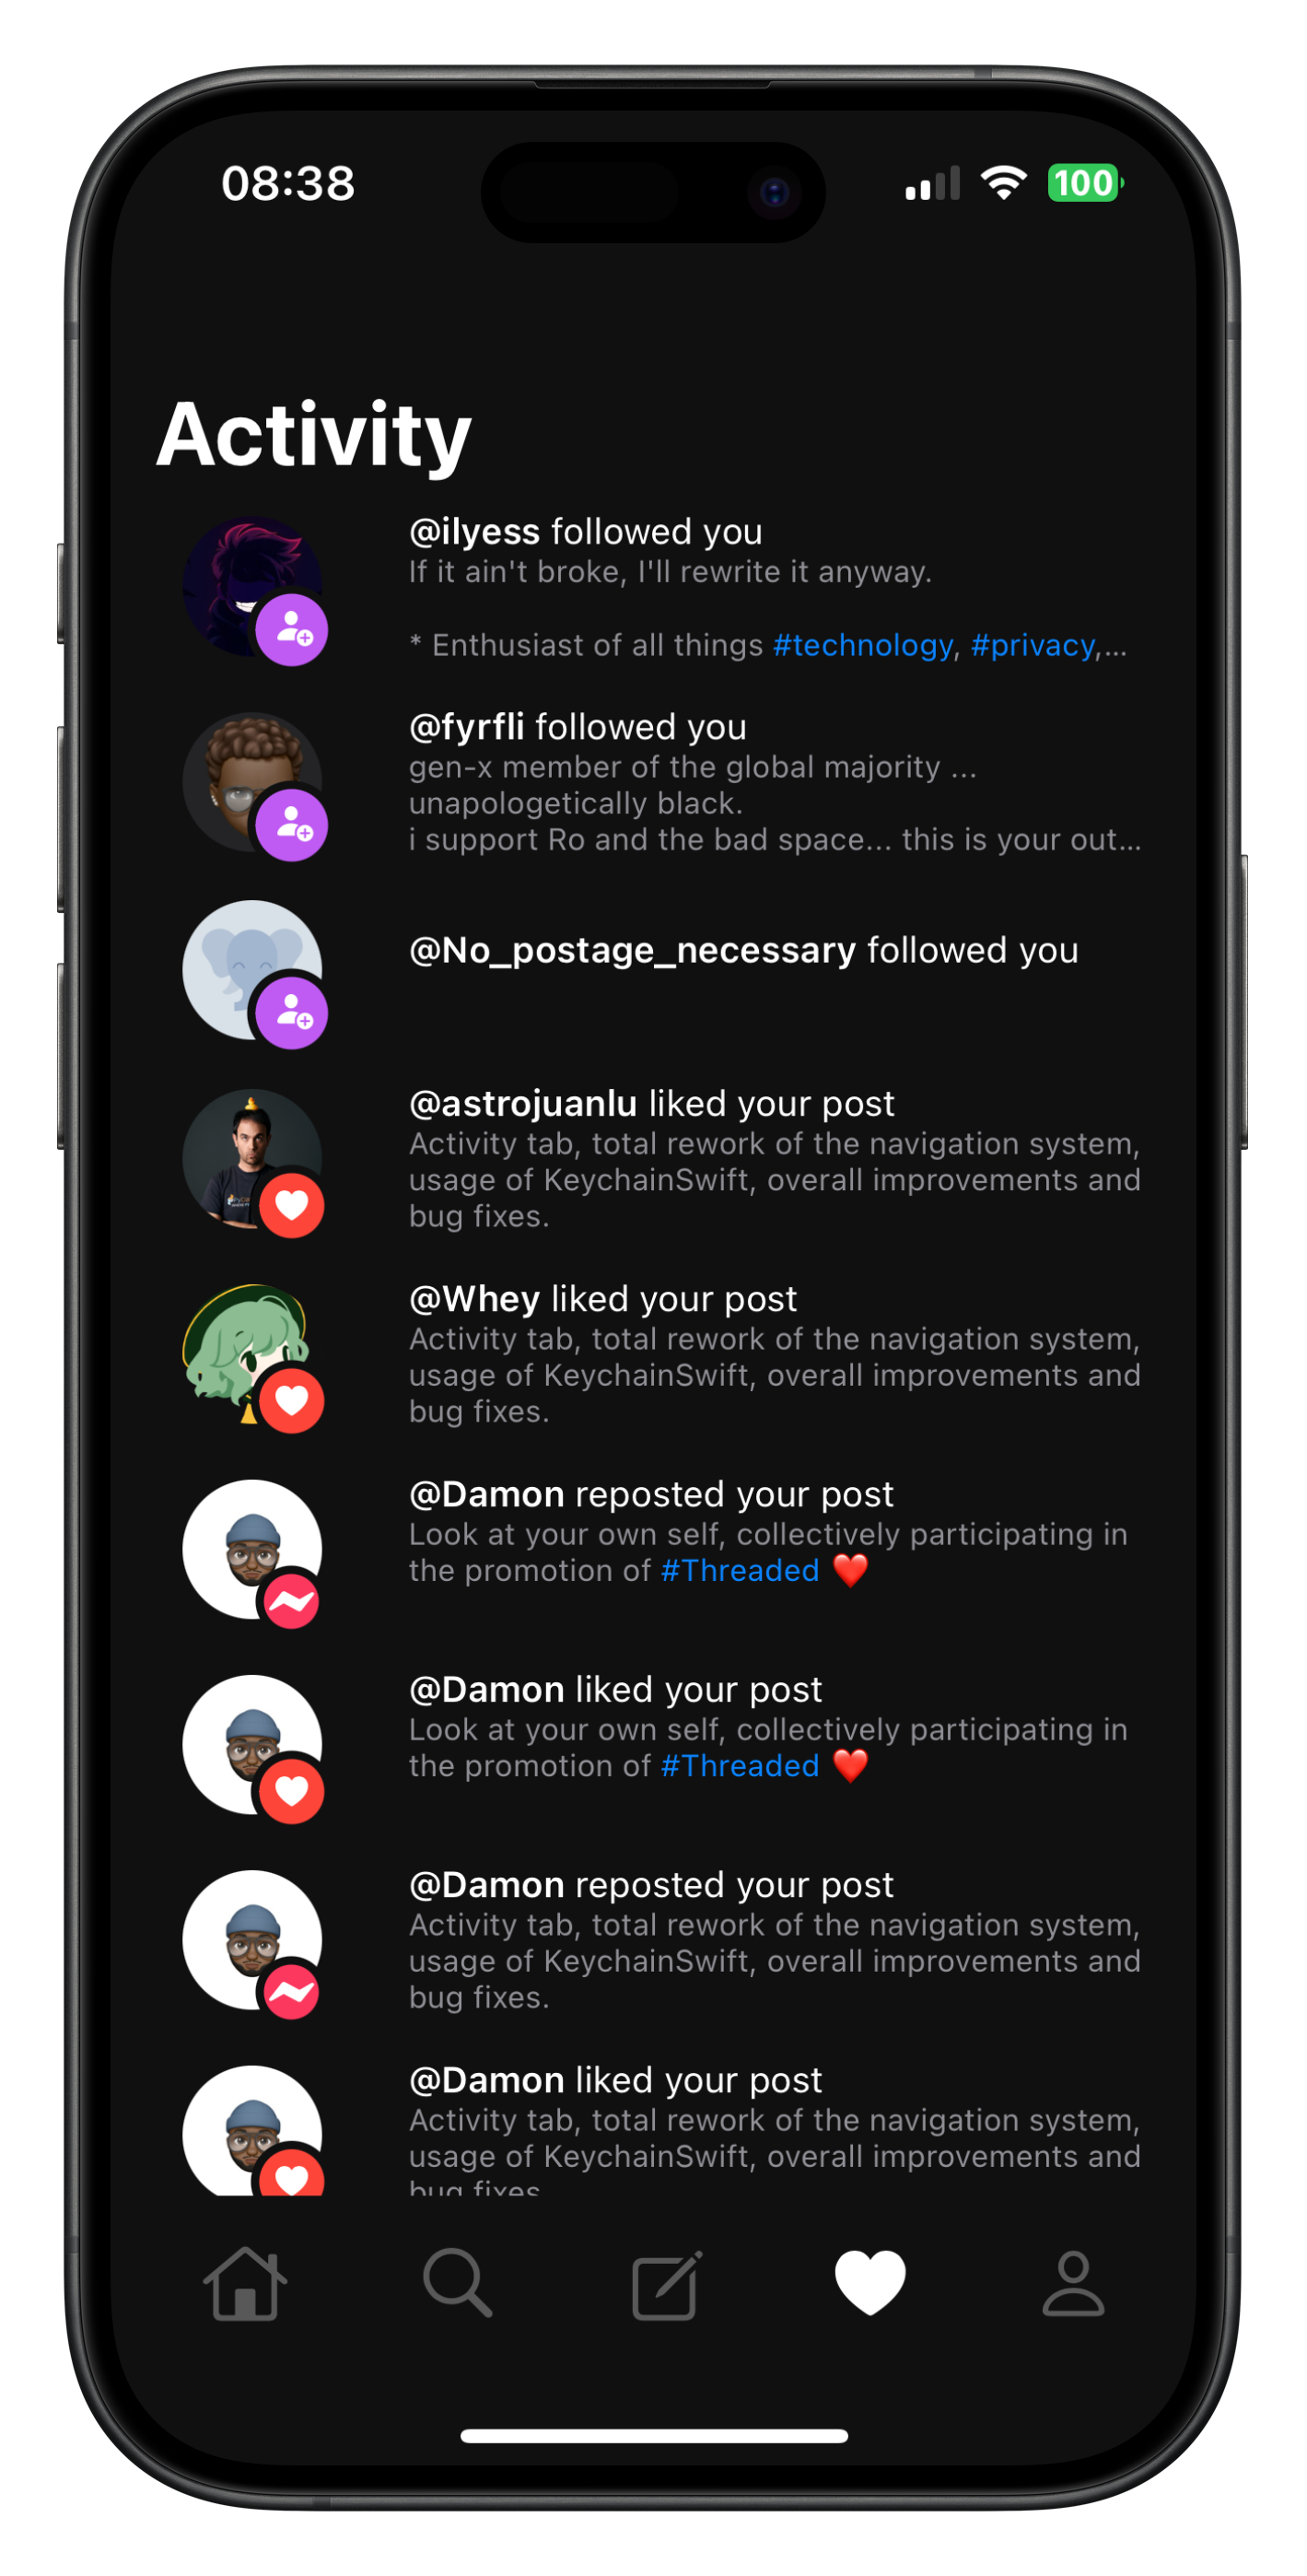 08:38
100
Activity
@ilyess followed you
If it ain't broke, I'll rewrite it anyway.
* Enthusiast of all things #technology, #privacy,...
@fyrfli followed you
gen-x member of the global majority ...
unapologetically black.
i support Ro and the bad space... this is your out...
@No_postage_necessary followed you
@astrojuanlu liked your post
Activity tab, total rework of the navigation system,
usage of KeychainSwift, overall improvements and
bug fixes.
@Whey liked your post
Activity tab, total rework of the navigation system,
usage of KeychainSwift, overall improvements and
bug fixes.
@Damon reposted your post
Look at your own self, collectively participating in
the promotion of #Threaded ❤️
@Damon liked your post
Look at your own self, collectively participating in
the promotion of #Threaded ❤️
@Damon reposted your post
Activity tab, total rework of the navigation system,
usage of KeychainSwift, overall improvements and
bug fixes.
@Damon liked your post
Activity tab, total rework of the navigation system,
usage of KeychainSwift, overall improvements and
bug fixes